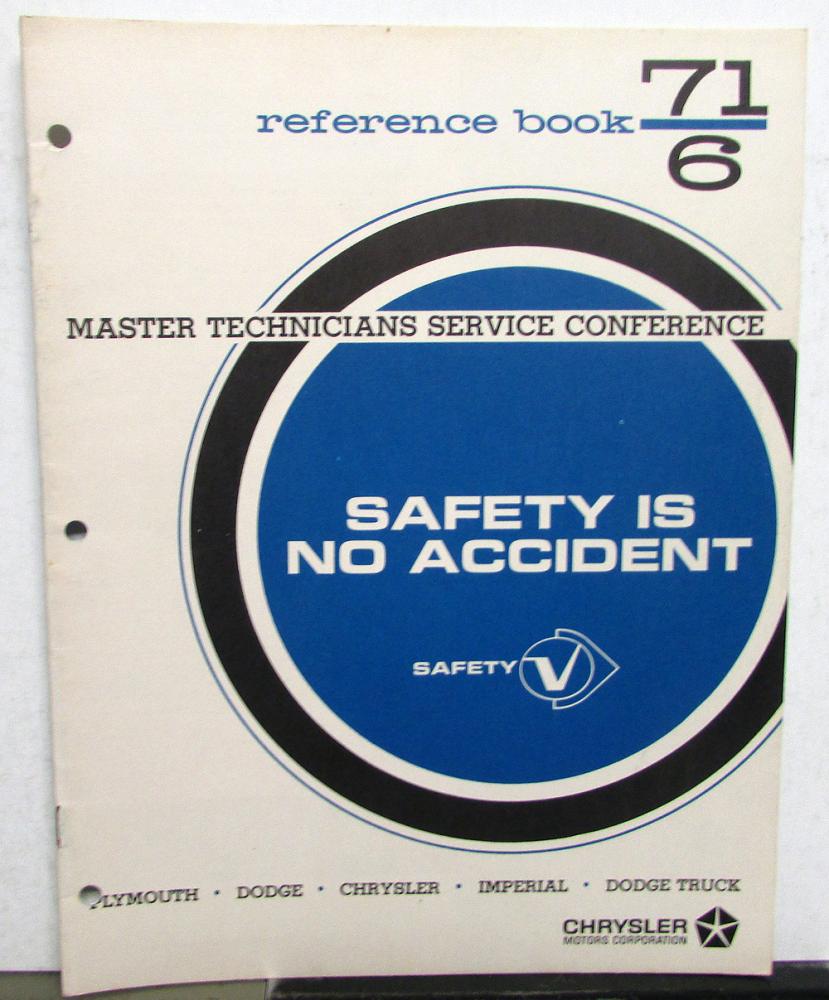 reference book 71
6
MASTER TECHNICIANS SERVICE CONFERENCE
SAFETY IS
NO ACCIDENT
SAFETY V
PLYMOUTH · DODGE · CHRYSLER · IMPERIAL · DODGE TRUCK
CHRYSLER
MOTORS CORPORATION